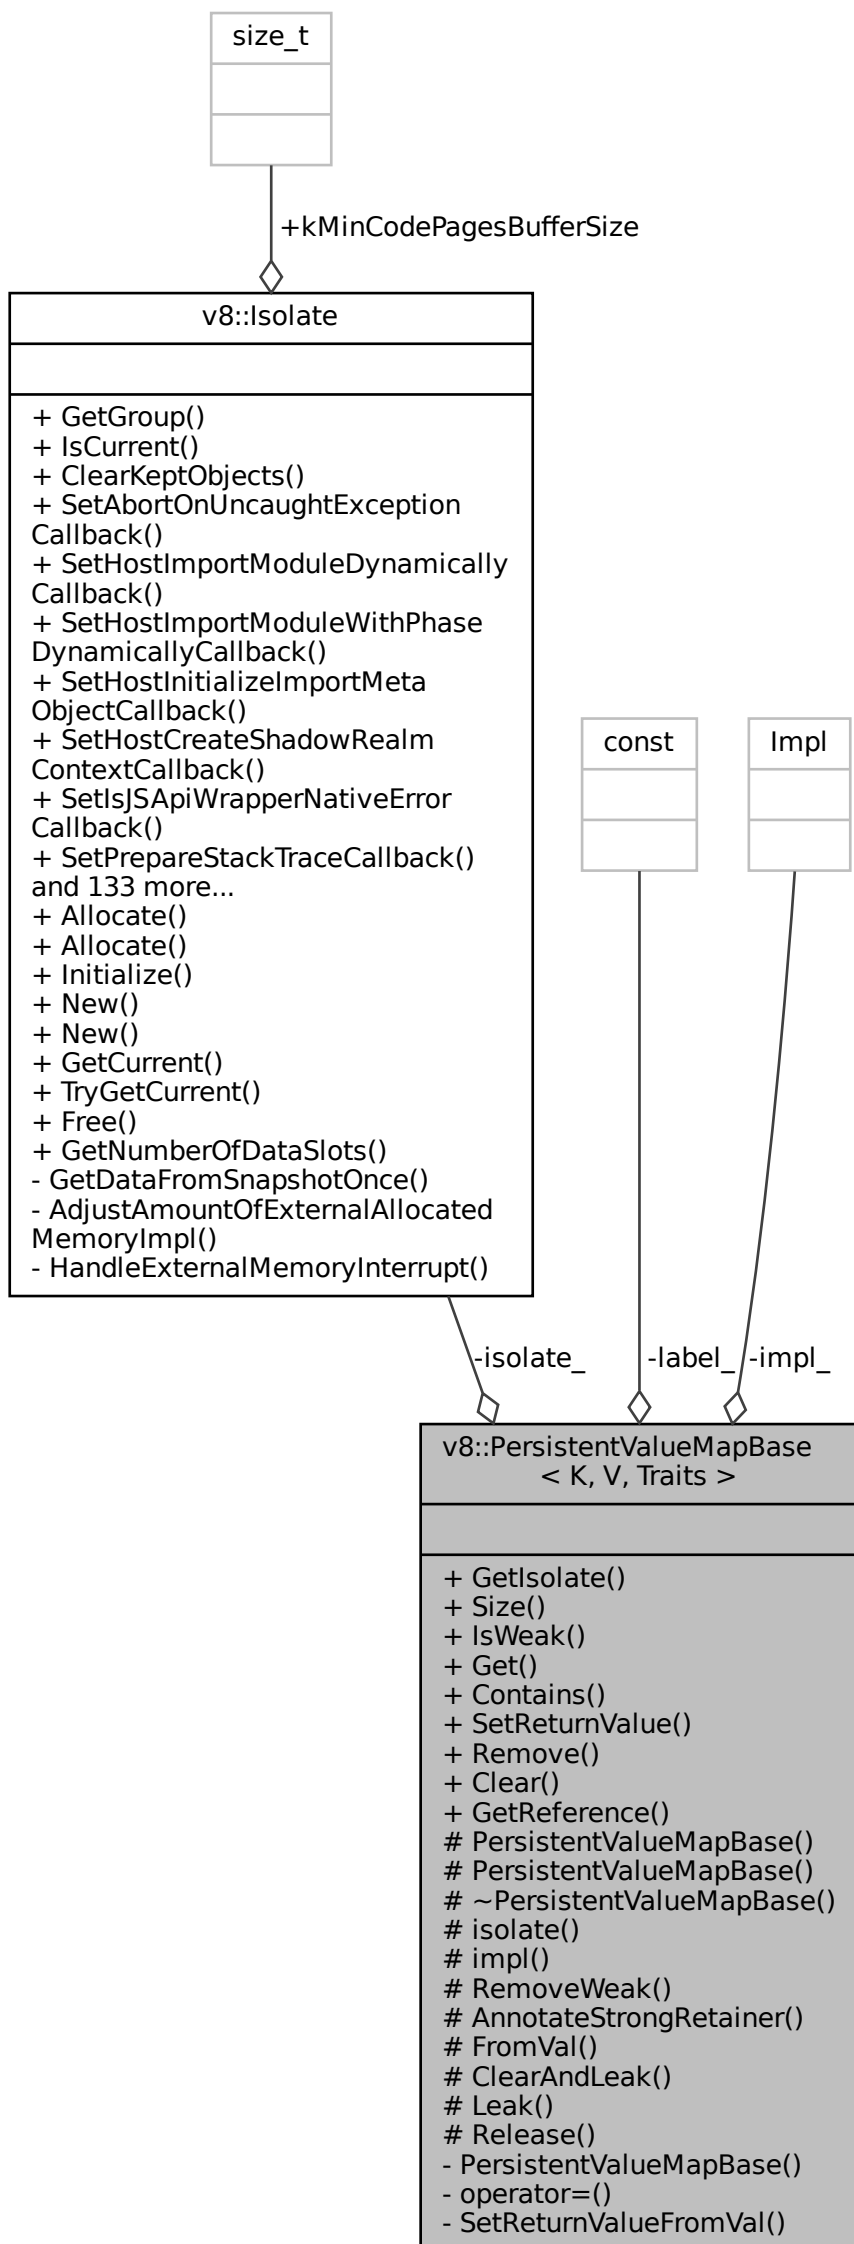 size_t
+kMinCodePagesBufferSize
v8::Isolate
+ GetGroup()
+ IsCurrent()
+ ClearKeptObjects()
+ SetAbortOnUncaughtException
Callback()
+ SetHostImportModuleDynamically
Callback()
+ SetHostImportModuleWithPhase
DynamicallyCallback()
+ SetHostInitializeImportMeta
ObjectCallback()
+ SetHostCreateShadowRealm
ContextCallback()
+ SetIsJSApiWrapperNativeError
Callback()
+ SetPrepareStackTraceCallback()
and 133 more...
+ Allocate()
+ Allocate()
+ Initialize()
+ New()
+ New()
+ GetCurrent()
+ TryGetCurrent()
+ Free()
+ GetNumberOfDataSlots()
- GetDataFromSnapshotOnce()
- AdjustAmountOfExternalAllocated
MemoryImpl()
- HandleExternalMemoryInterrupt()
const
Impl
-isolate_
-label_
-impl_
v8::PersistentValueMapBase
< K, V, Traits >
+ GetIsolate()
+ Size()
+ IsWeak()
+ Get()
+ Contains()
+ SetReturnValue()
+ Remove()
+ Clear()
+ GetReference()
# PersistentValueMapBase()
# PersistentValueMapBase()
# ~PersistentValueMapBase()
# isolate()
# impl()
# RemoveWeak()
# AnnotateStrongRetainer()
# FromVal()
# ClearAndLeak()
# Leak()
# Release()
- PersistentValueMapBase()
- operator=()
- SetReturnValueFromVal()